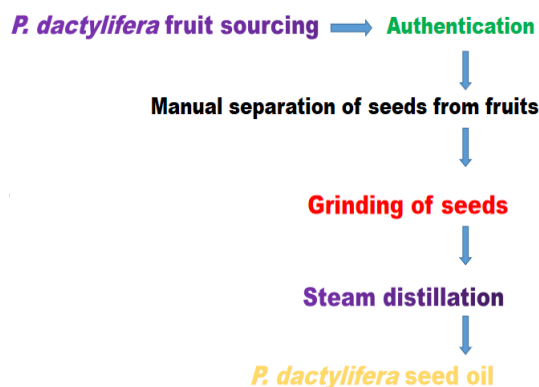 P. dactylifera fruit sourcing
Authentication
Manual separation of seeds from fruits
Grinding of seeds
Steam distillation
P. dactylifera seed oil